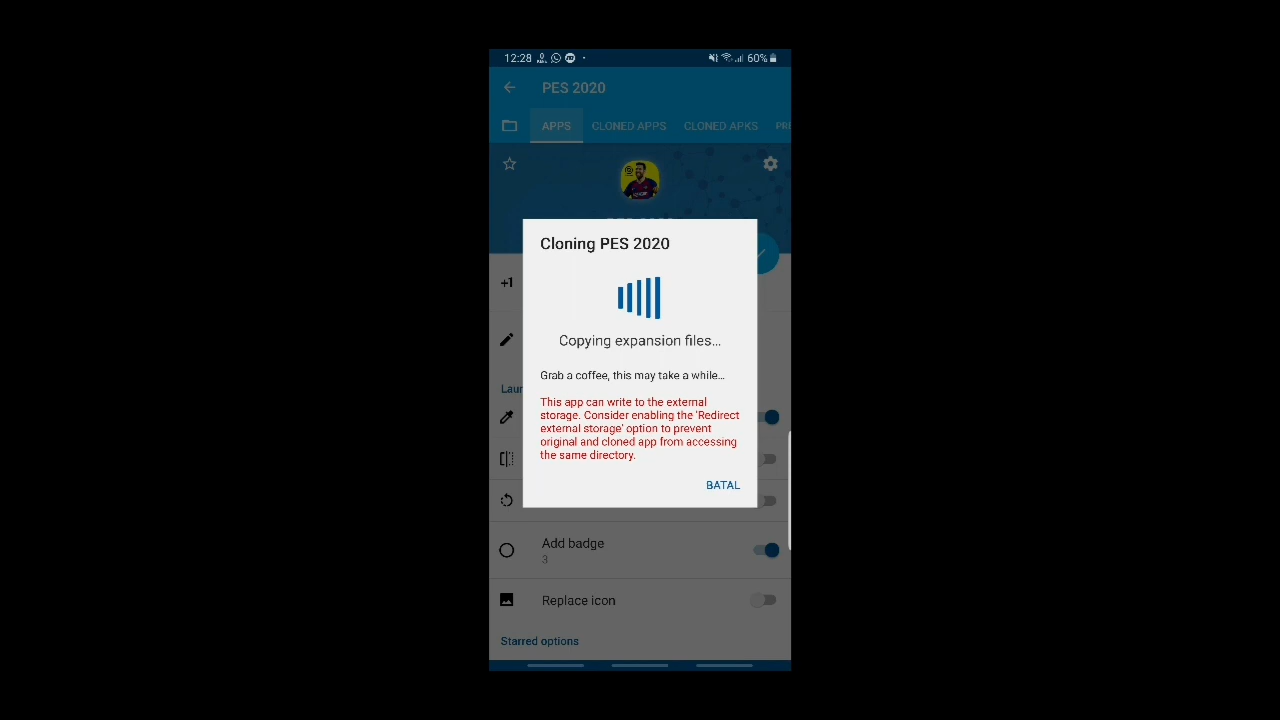 12:28
60%
PES 2020
APPS
CLONED APPS
CLONED APKS
Cloning PES 2020
+1
Copying expansion files...
Grab a coffee, this may take a while...
This app can write to the external
storage. Consider enabling the 'Redirect
external storage' option to prevent
original and cloned app from accessing
the same directory.
BATAL
Add badge
3
Replace icon
Starred options